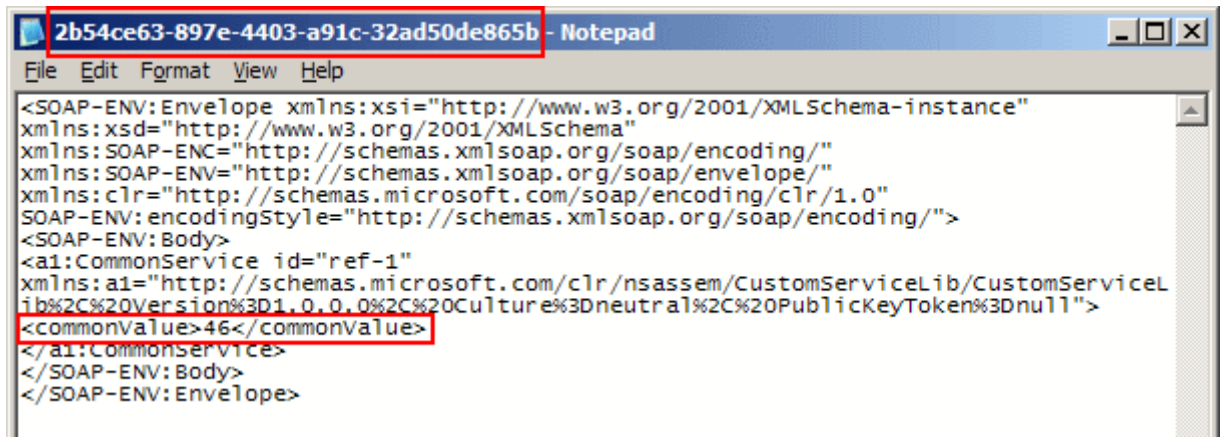 2b54ce63-897e-4403-a91c-32ad50de865b - Notepad
File Edit Format View Help
<SOAP-ENV:Envelope xmlns:xsi="http://www.w3.org/2001/XMLSchema-instance"
xmlns:xsd="http://www.w3.org/2001/XMLSchema"
xmlns:SOAP-ENC="http://schemas.xmlsoap.org/soap/encoding/"
xmlns:SOAP-ENV="http://schemas.xmlsoap.org/soap/envelope/"
xmlns:clr="http://schemas.microsoft.com/soap/encoding/clr/1.0"
SOAP-ENV:encodingStyle="http://schemas.xmlsoap.org/soap/encoding/">
<SOAP-ENV:Body>
<a1:CommonService id="ref-1"
xmlns:a1="http://schemas.microsoft.com/clr/nsassem/CustomServiceLib/CustomServiceL
ib%2C%20Version%3D1.0.0.0%2C%20Culture%3Dneutral%2C%20PublicKeyToken%3Dnull">
<commonValue>46</commonValue>
</a1:CommonService>
</SOAP-ENV:Body>
</SOAP-ENV:Envelope>